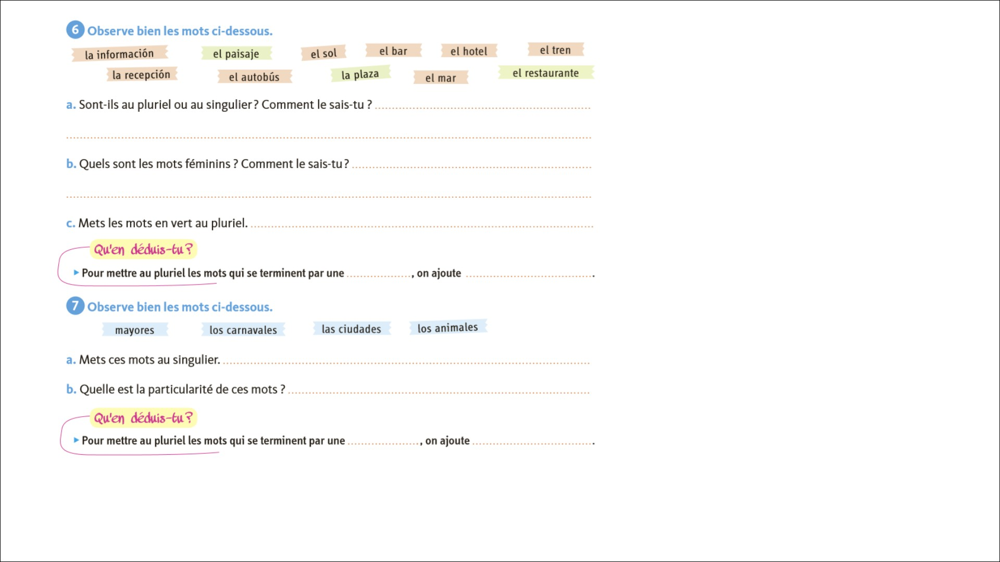 6 Observe bien les mots ci-dessous.
la información el paisaje el sol el bar el hotel el tren
la recepción el autobús la plaza el mar el restaurante
a. Sont-ils au pluriel ou au singulier ? Comment le sais-tu ?
b. Quels sont les mots féminins ? Comment le sais-tu ?
c. Mets les mots en vert au pluriel.
Qu'en déduis-tu ?
Pour mettre au pluriel les mots qui se terminent par une ................., on ajoute .................
7 Observe bien les mots ci-dessous.
mayores los carnavales las ciudades los animales
a. Mets ces mots au singulier.
b. Quelle est la particularité de ces mots ?
Qu'en déduis-tu ?
Pour mettre au pluriel les mots qui se terminent par une ................., on ajoute .................